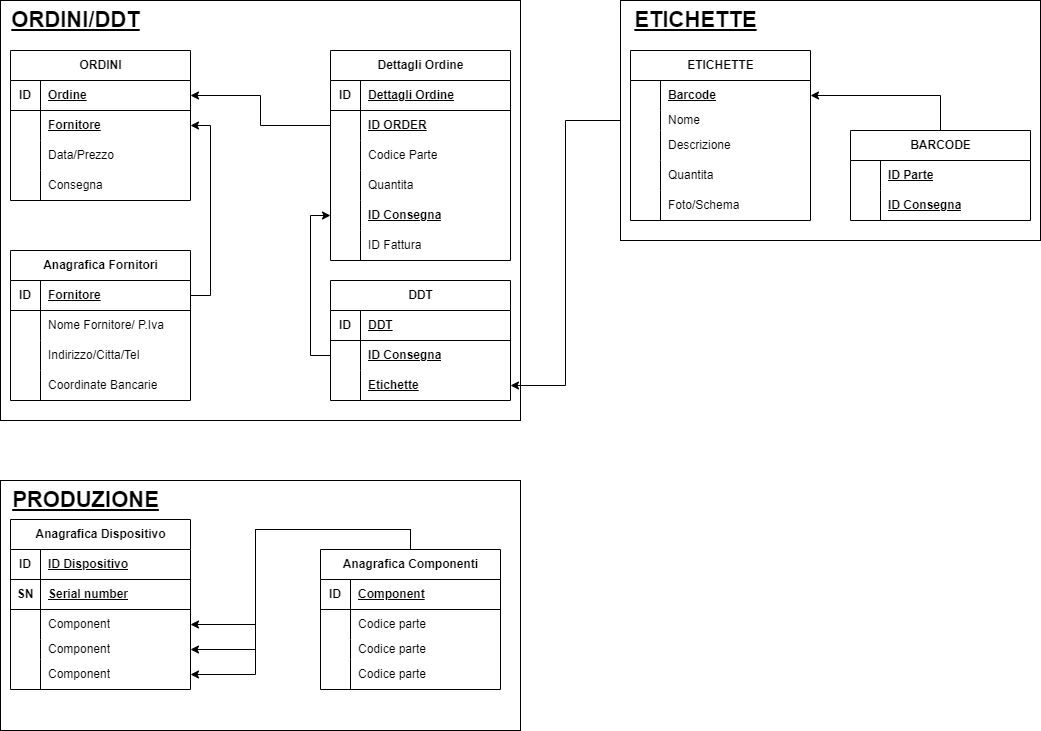 ORDINI/DDT
ORDINI
ID Ordine
Fornitore
Data/Prezzo
Consegna
Anagrafica Fornitori
ID Fornitore
Nome Fornitore/ P.Iva
Indirizzo/Citta/Tel
Coordinate Bancarie
Dettagli Ordine
ID Dettagli Ordine
ID ORDER
Codice Parte
Quantita
ID Consegna
ID Fattura
DDT
ID DDT
ID Consegna
Etichette
ETICHETTE
ETICHETTE
Barcode
Nome
Descrizione
Quantita
Foto/Schema
BARCODE
ID Parte
ID Consegna
PRODUZIONE
Anagrafica Dispositivo
ID ID Dispositivo
SN Serial number
Component
Component
Component
Anagrafica Componenti
ID Component
Codice parte
Codice parte
Codice parte